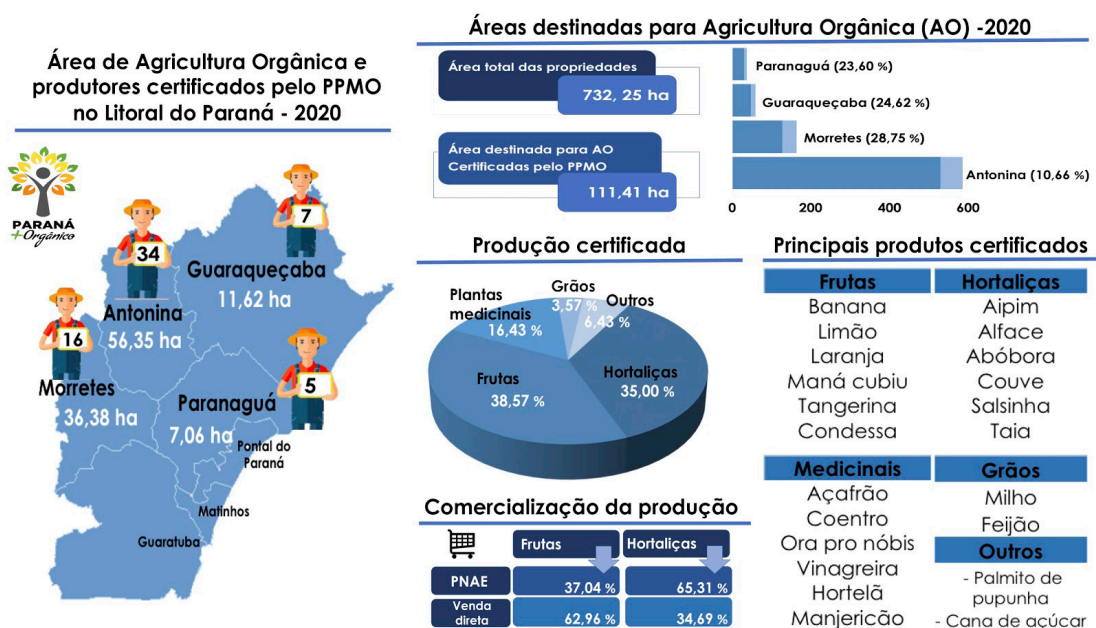 Área de Agricultura Orgânica e
produtores certificados pelo PPMO
no Litoral do Paraná - 2020
PARANÁ
+Orgânico
7
34
Guaraqueçaba
11,62 ha
Antonina
56,35 ha
16
Morretes
36,38 ha
5
Paranaguá
7,06 ha
Pontal do
Paraná
Matinhos
Guaratuba
Áreas destinadas para Agricultura Orgânica (AO) -2020
Área total das propriedades
732, 25 ha
Área destinada para AO
Certificadas pelo PPMO
111,41 ha
Paranaguá (23,60 %)
Guaraqueçaba (24,62 %)
Morretes (28,75 %)
Antonina (10,66 %)
0 200 400 600
Produção certificada
Grãos
3,57 %
Outros
6,43 %
Plantas
medicinais
16,43 %
Frutas
38,57 %
Hortaliças
35,00 %
Comercialização da produção
Frutas Hortaliças
PNAE 37,04 % 65,31 %
Venda
direta 62,96 % 34,69 %
Principais produtos certificados
Frutas
Banana
Limão
Laranja
Maná cubiu
Tangerina
Condessa
Hortaliças
Aipim
Alface
Abóbora
Couve
Salsinha
Taia
Medicinais
Açafrão
Coentro
Ora pro nóbis
Vinagreira
Hortelã
Manjericão
Grãos
Milho
Feijão
Outros
- Palmito de
pupunha
- Cana de açúcar